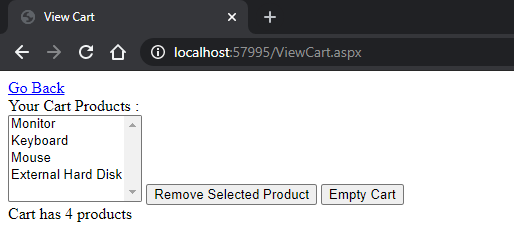 View Cart
localhost:57995/ViewCart.aspx
Go Back
Your Cart Products :
Monitor
Keyboard
Mouse
External Hard Disk
Remove Selected Product Empty Cart
Cart has 4 products